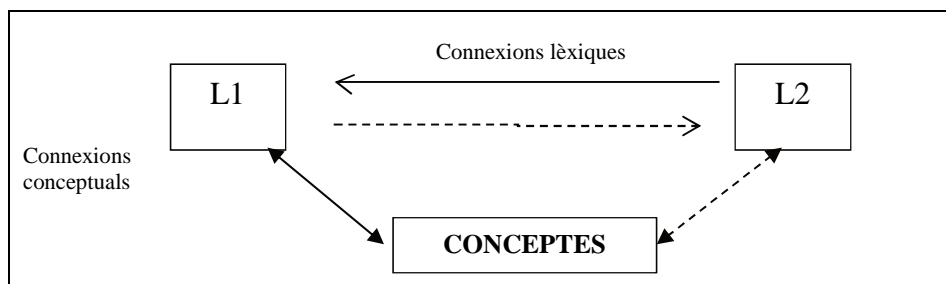 Connexions lèxiques
L1
L2
Connexions
conceptuals
CONCEPTES